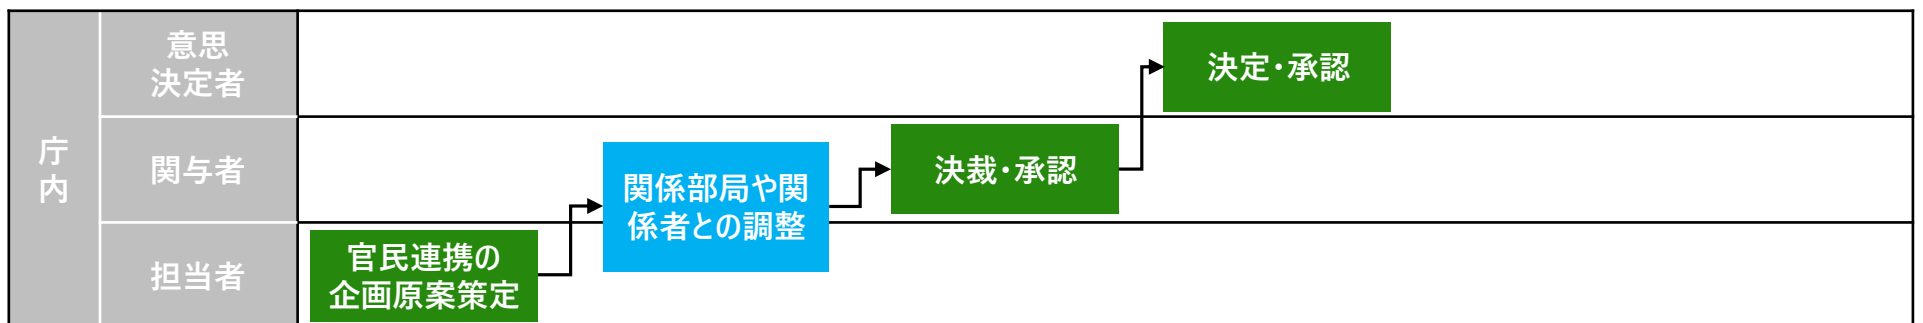 庁
内
意思
決定者
関与者
担当者
官民連携の
企画原案策定
関係部局や関
係者との調整
決裁・承認
決定・承認